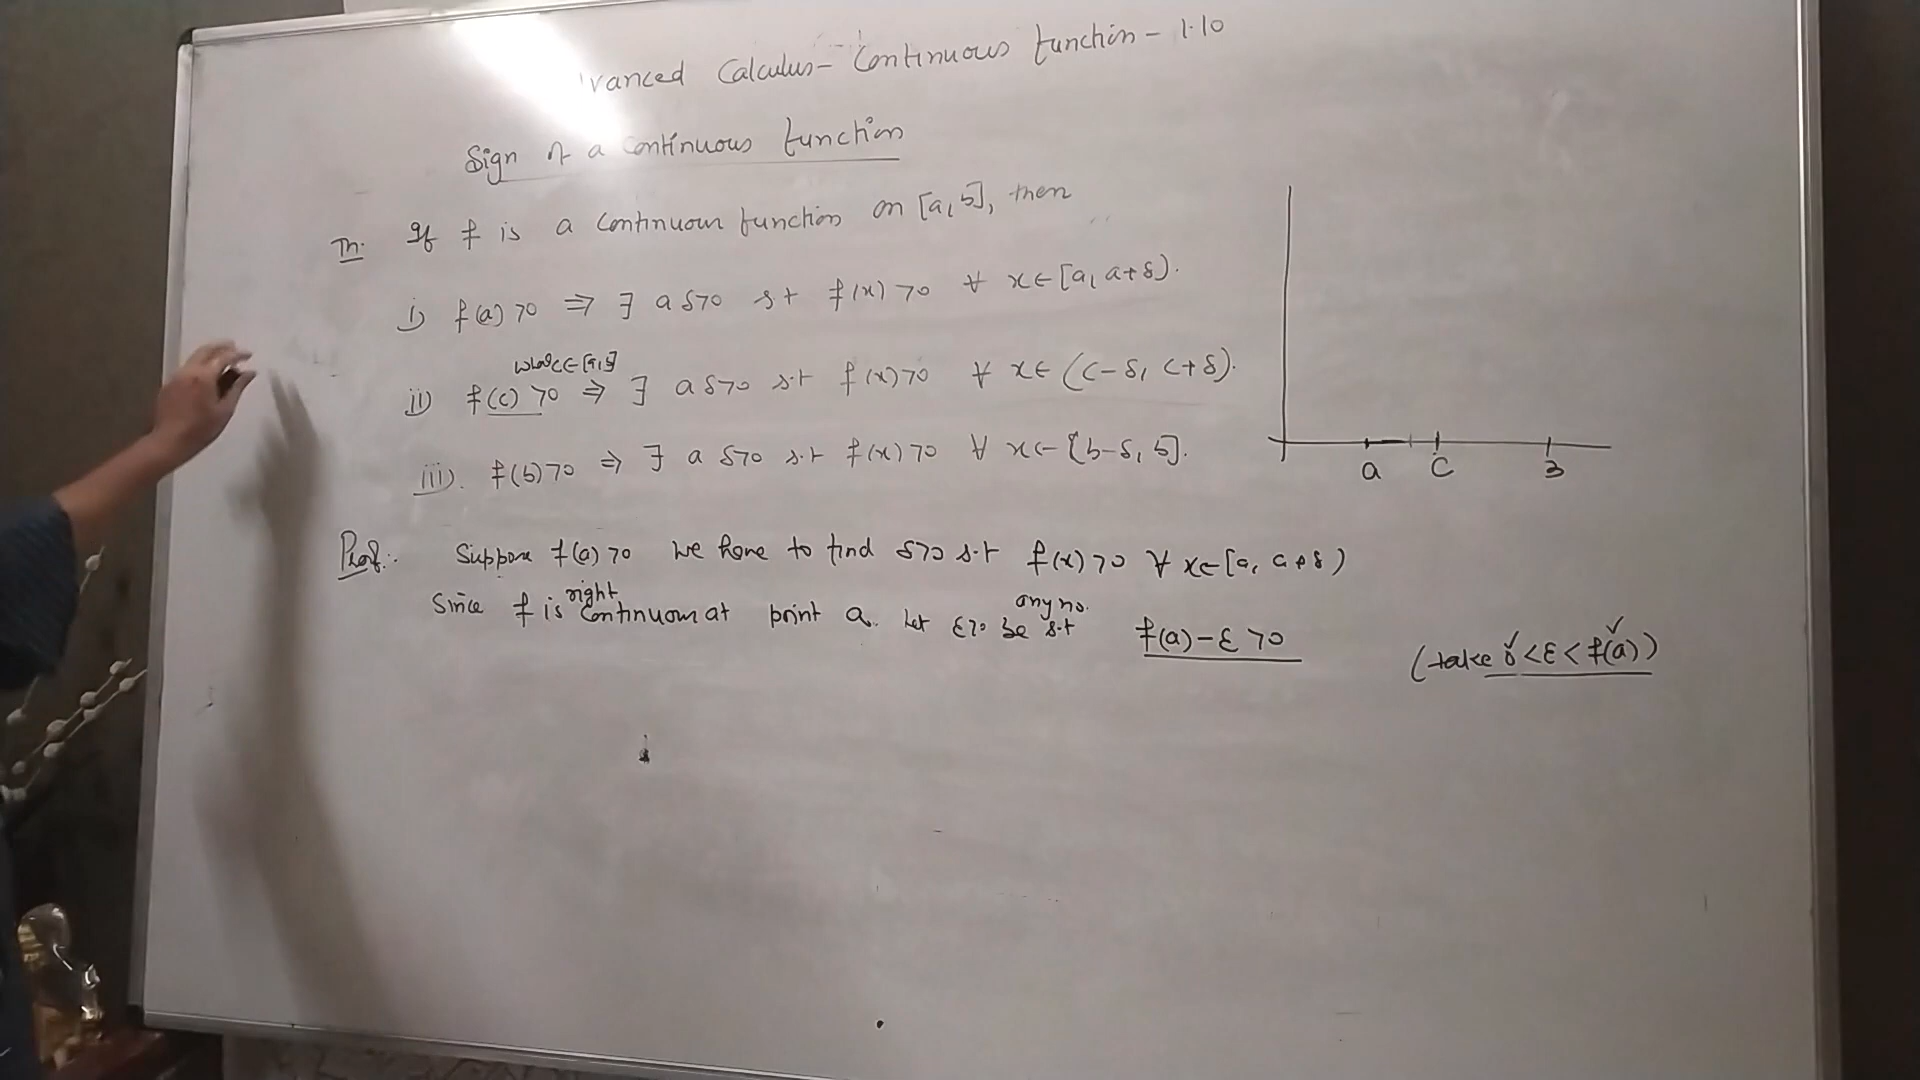 vanced Calculus - Continuous function - 1.10
Sign of a Continuous function
Th: If f is a continuous function on [a, b], then
i) f(a) >0 ⇒ ∃ a δ>0 s t f(x) >0 ∀ x∈[a, a+δ).
where c∈[a,b]
ii) f(c) >0 ⇒ ∃ a δ>0 s.t f(x)>0 ∀ x∈ (c-δ, c+δ).
iii). f(b)>0 ⇒ ∃ a δ>0 s.t f(x)>0 ∀ x∈ [b-δ, b].
a c b
Proof:. Suppose f(a)>0 We have to find δ>0 s.t f(x)>0 ∀ x∈[a, a+δ)
right any no.
Since f is continuous at point a. Let ε>0 be s.t f(a)-ε >0 (take 0<ε< f(a))